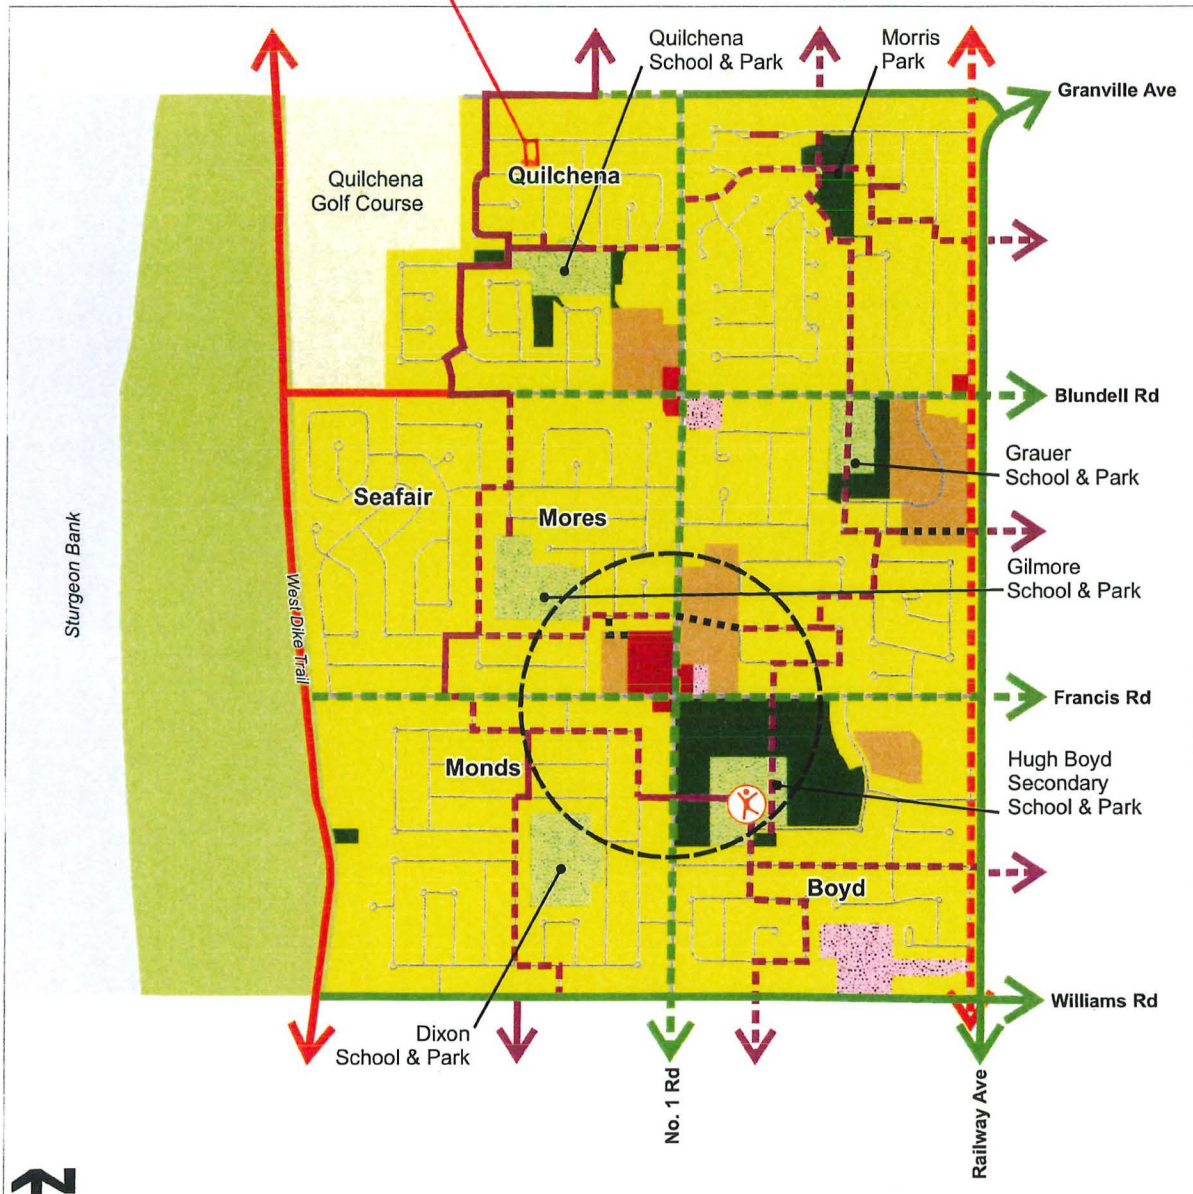 Quilchena
School & Park
Morris
Park
Granville Ave
Quilchena
Golf Course
Quilchena
Blundell Rd
Grauer
School & Park
Seafair
Mores
Sturgeon Bank
West Dike Trail
Gilmore
School & Park
Francis Rd
Monds
Hugh Boyd
Secondary
School & Park
Boyd
Williams Rd
Dixon
School & Park
No. 1 Rd
Railway Ave
N